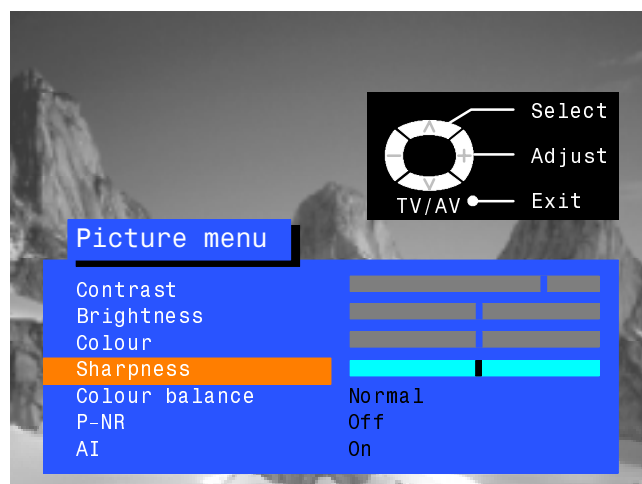 Select
Adjust
TV/AV Exit
Picture menu
Contrast
Brightness
Colour
Sharpness
Colour balance Normal
P-NR Off
AI On